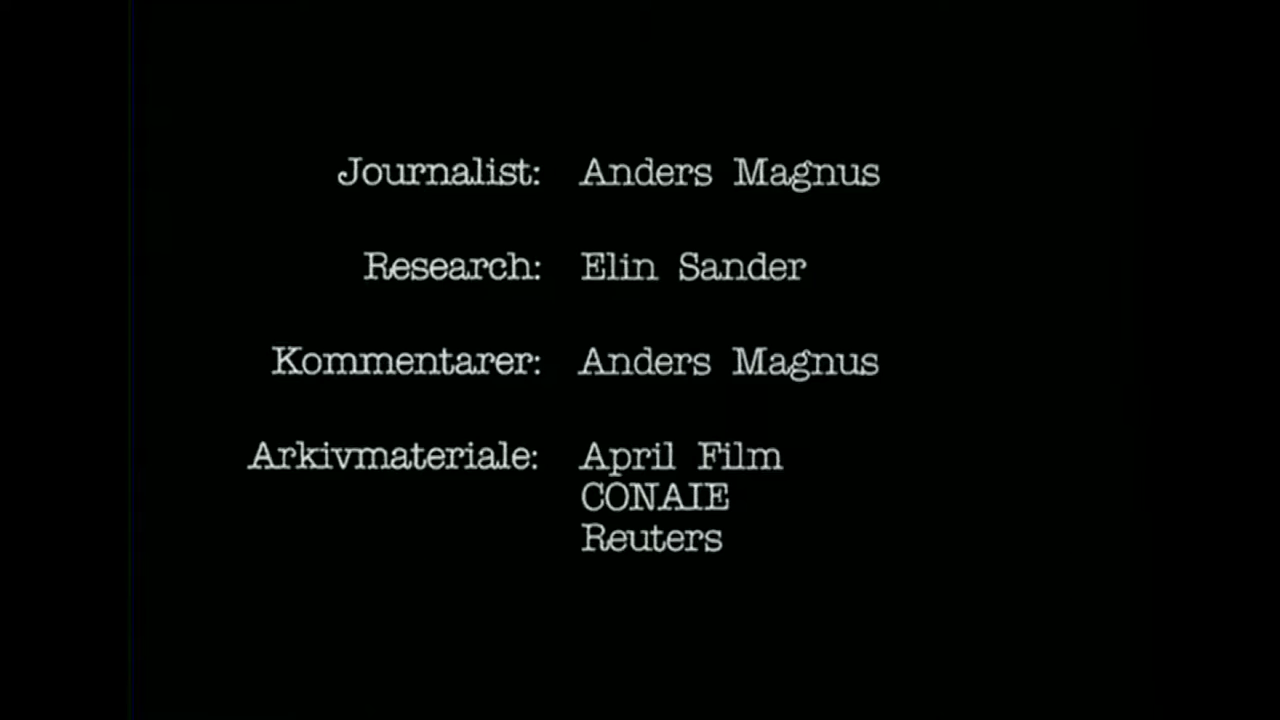 Journalist: Anders Magnus
Research: Elin Sander
Kommentarer: Anders Magnus
Arkivmateriale: April Film
CONAIE
Reuters